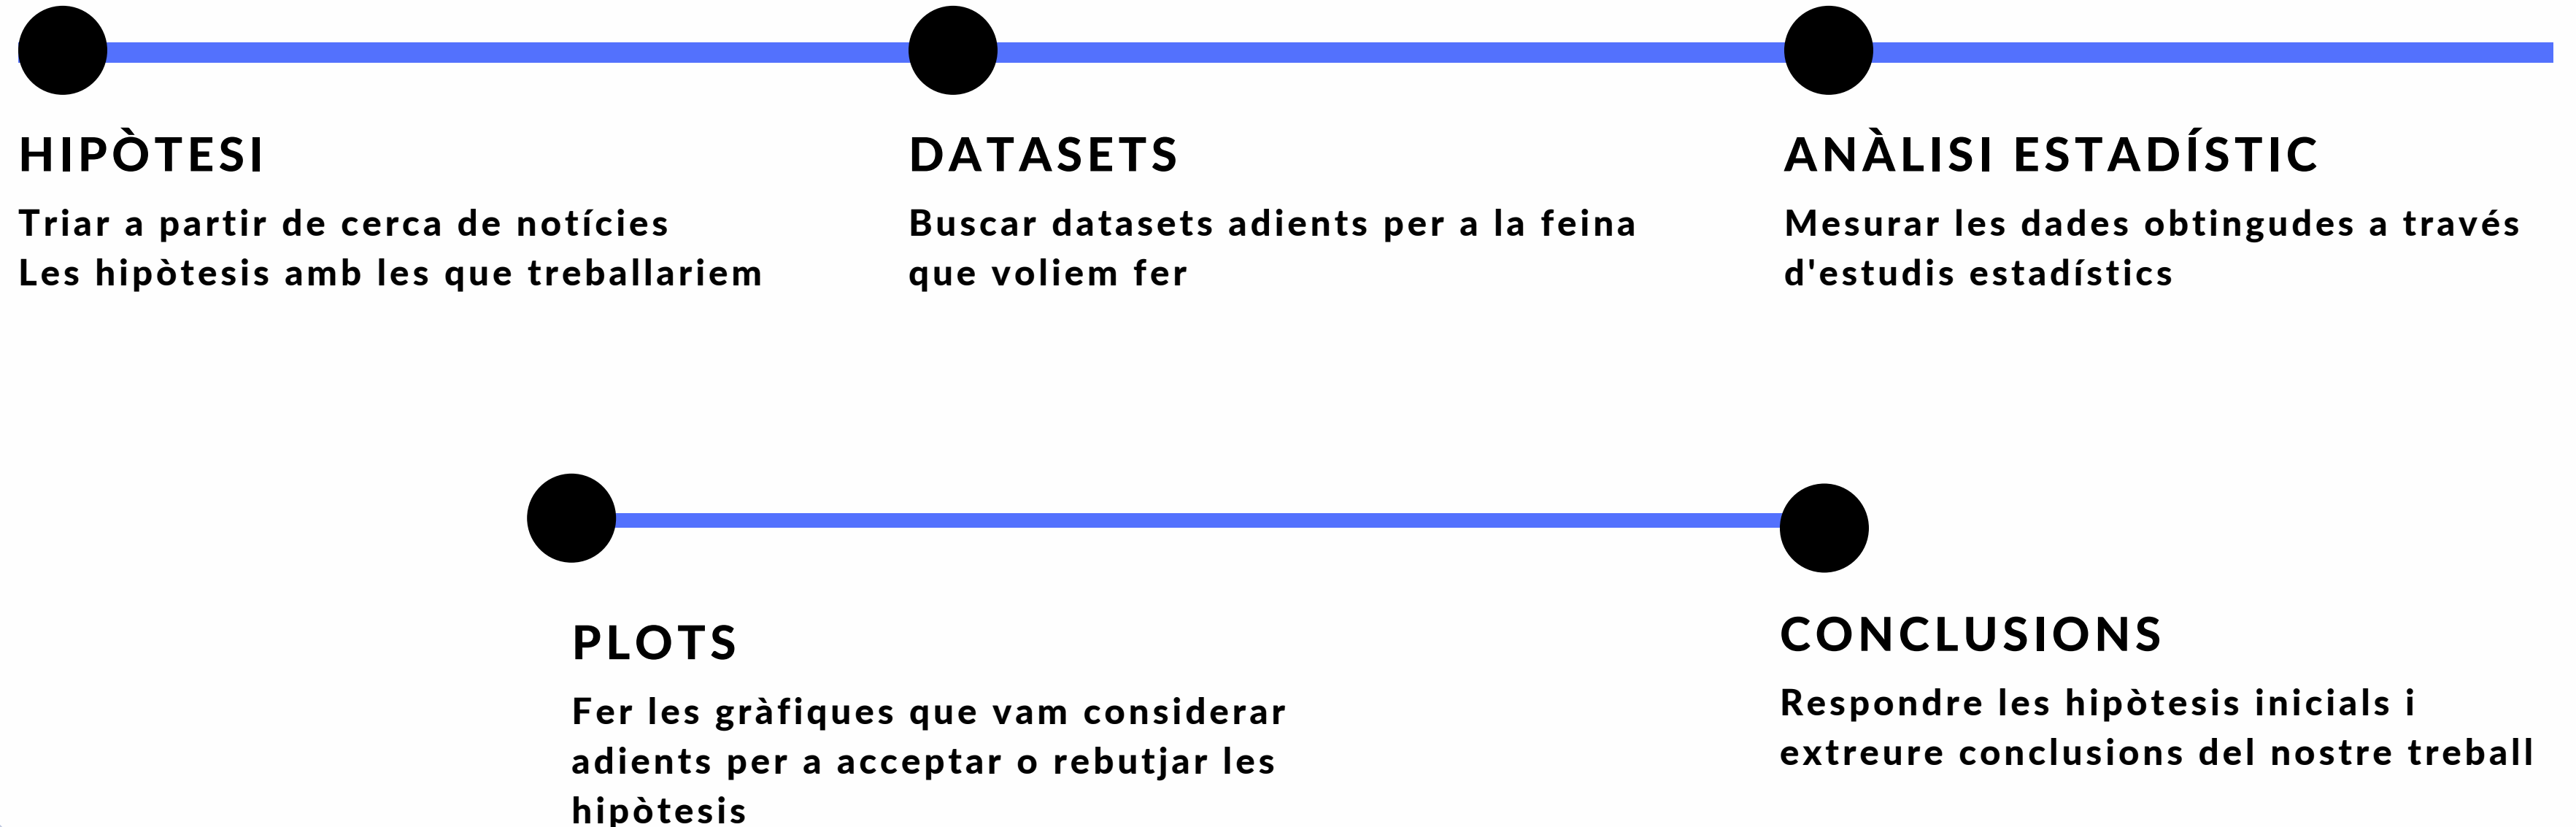 HIPÒTESI
Triar a partir de cerca de notícies
Les hipòtesis amb les que treballariem
DATASETS
Buscar datasets adients per a la feina
que voliem fer
ANÀLISI ESTADÍSTIC
Mesurar les dades obtingudes a través
d'estudis estadístics
PLOTS
Fer les gràfiques que vam considerar
adients per a acceptar o rebutjar les
hipòtesis
CONCLUSIONS
Respondre les hipòtesis inicials i
extreure conclusions del nostre treball